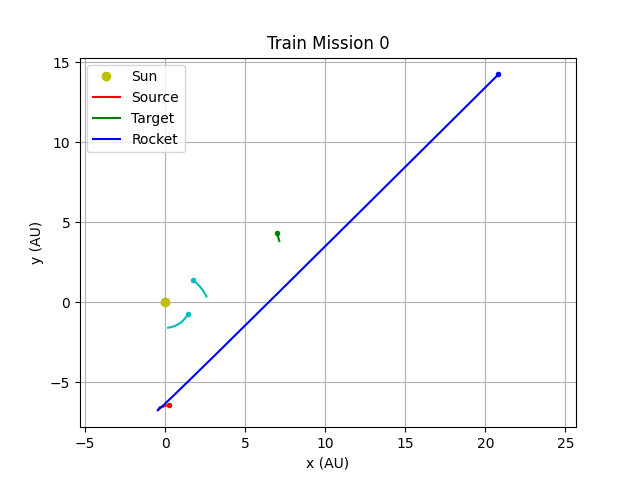 Train Mission 0
Sun
Source
Target
Rocket
15
10
5
0
−5
y (AU)
−5
0
5
10
15
20
25
x (AU)